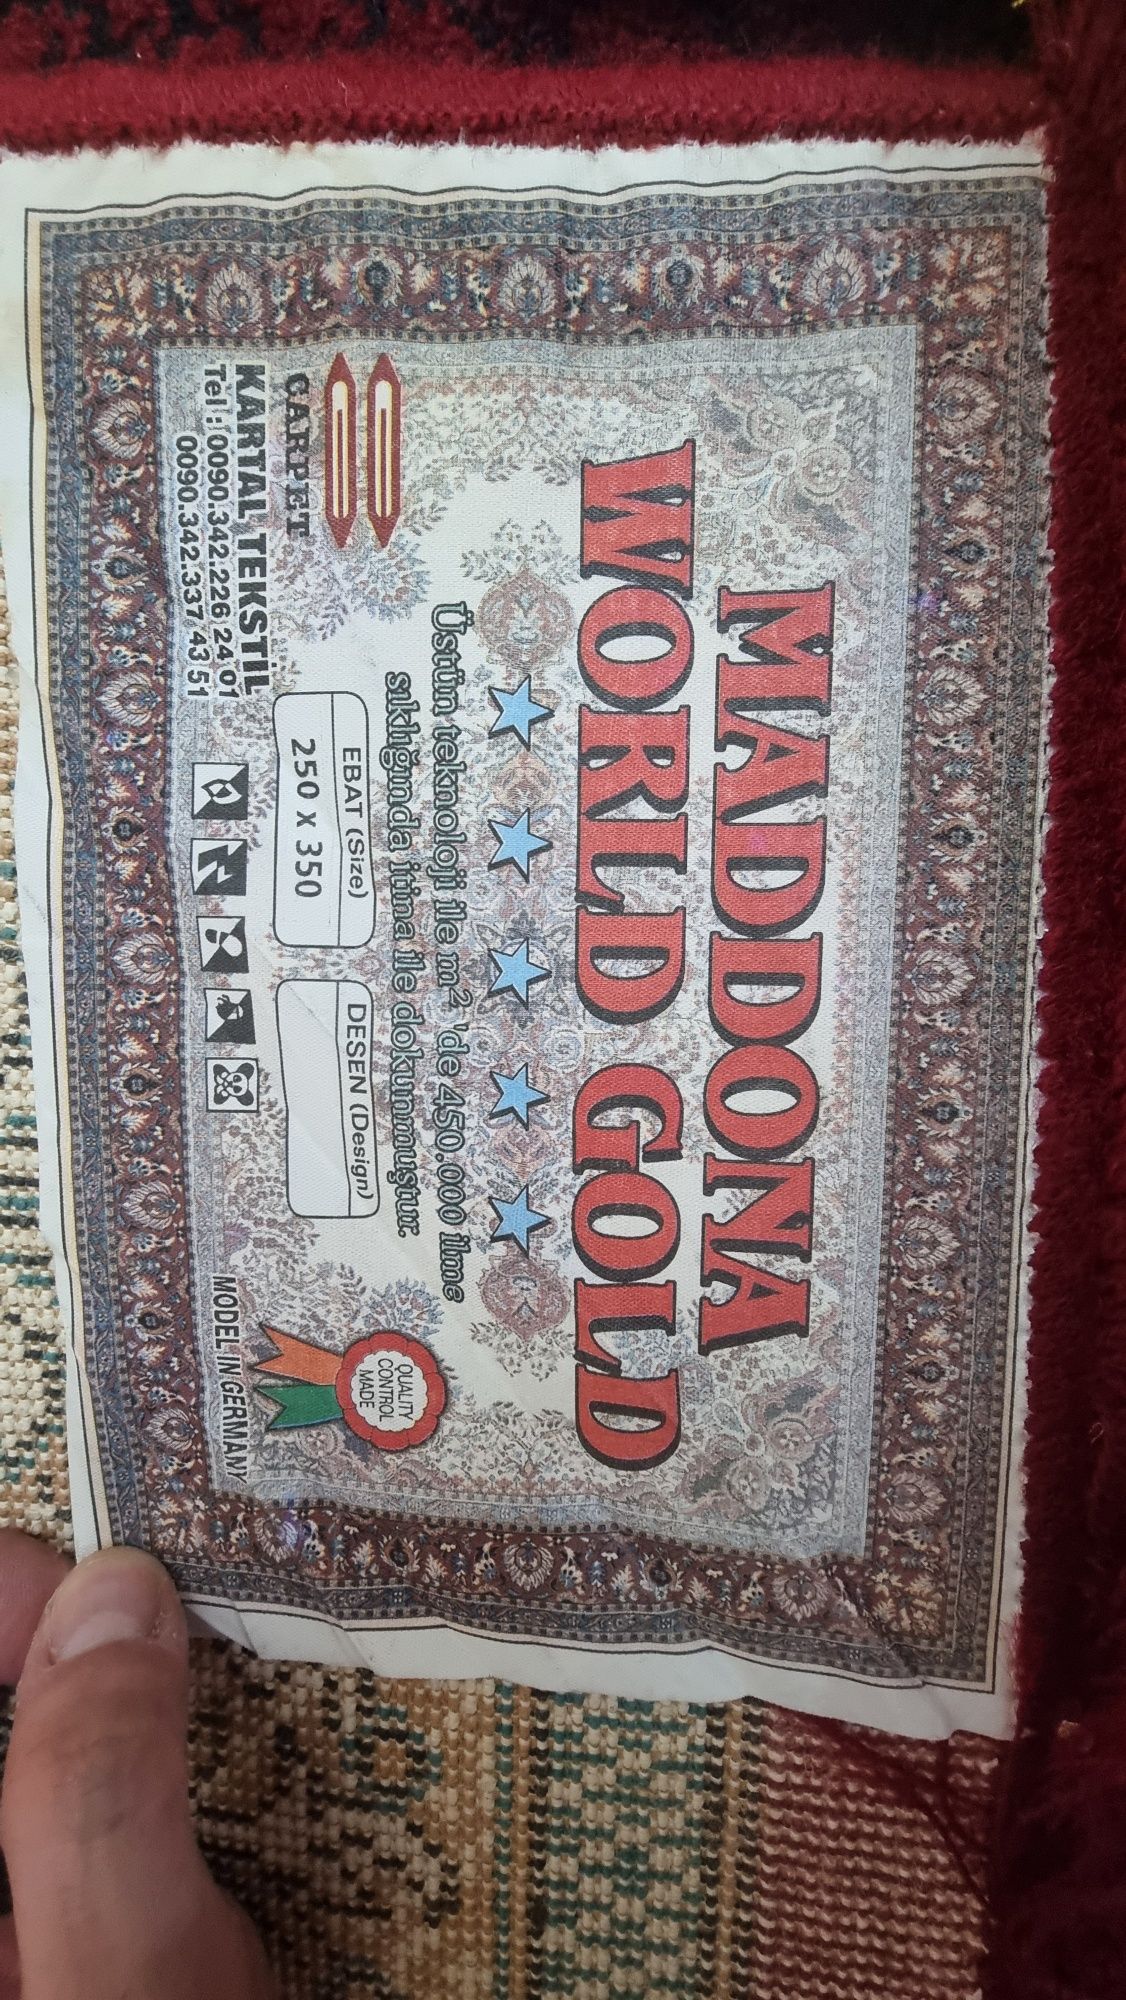 MADDONA
WORLD GOLD
Üstün teknoloji ile m² 'de 450.000 ilme
sıklığında itina ile dokunmuştur.
CARPET
KARTAL TEKSTİL
Tel : 0090.342.226 24 01
0090.342.337 43 51
EBAT (Size)
250 x 350
DESEN (Design)
QUALITY
CONTROL
MADE
MODEL IN GERMANY